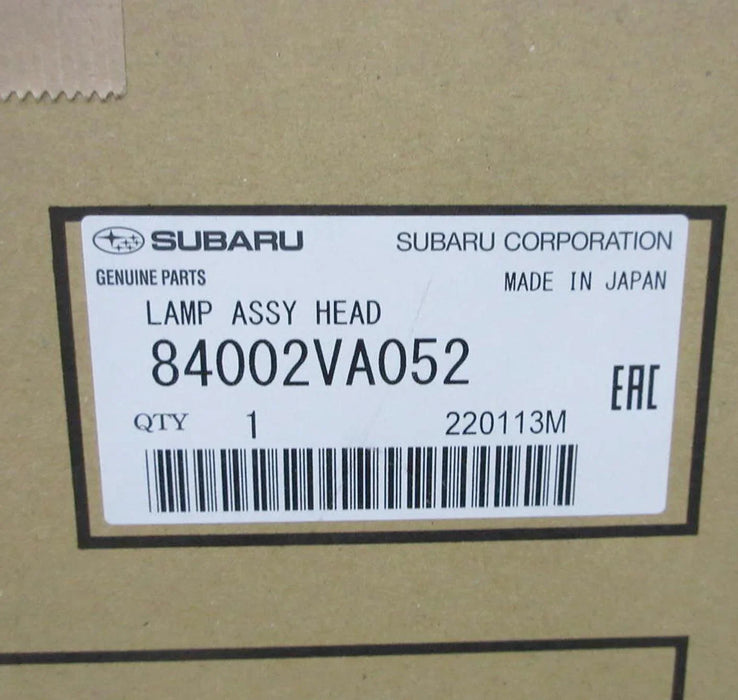 SUBARU SUBARU CORPORATION
GENUINE PARTS MADE IN JAPAN
LAMP ASSY HEAD
84002VA052
EAC
QTY 1 220113M